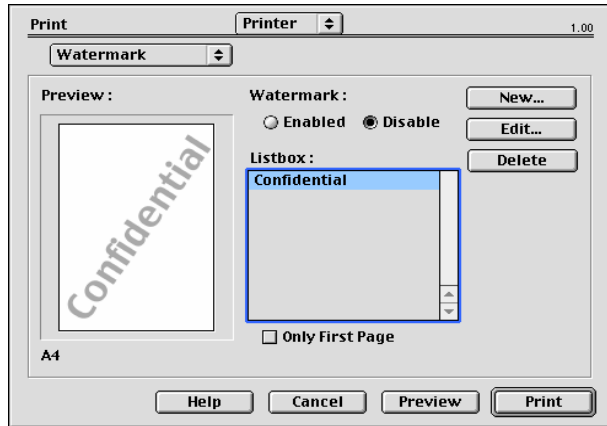 Print Printer 1.00
Watermark
Preview :
Confidential
A4
Watermark :
Enabled Disable
Listbox :
Confidential
Only First Page
New...
Edit...
Delete
Help Cancel Preview Print